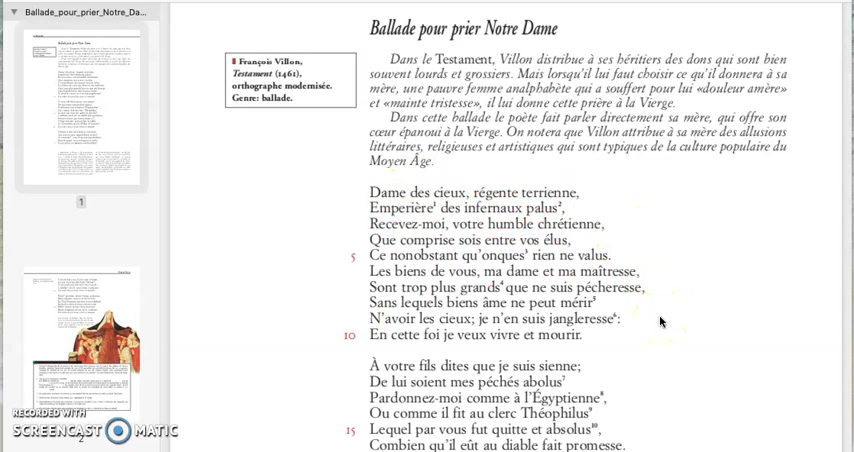 Ballade_pour_prier_Notre_Da...
1
2
RECORDED WITH
SCREENCAST MATIC
Ballade pour prier Notre Dame
François Villon,
Testament (1461),
orthographe modernisée.
Genre: ballade.
Dans le Testament, Villon distribue à ses héritiers des dons qui sont bien
souvent lourds et grossiers. Mais lorsqu'il lui faut choisir ce qu'il donnera à sa
mère, une pauvre femme analphabète qui a souffert pour lui «douleur amère»
et «mainte tristesse», il lui donne cette prière à la Vierge.
Dans cette ballade le poète fait parler directement sa mère, qui offre son
cœur épanoui à la Vierge. On notera que Villon attribue à sa mère des allusions
littéraires, religieuses et artistiques qui sont typiques de la culture populaire du
Moyen Âge.
Dame des cieux, régente terrienne,
Emperière¹ des infernaux palus²,
Recevez-moi, votre humble chrétienne,
Que comprise sois entre vos élus,
5 Ce nonobstant qu'onques³ rien ne valus.
Les biens de vous, ma dame et ma maîtresse,
Sont trop plus grands⁴ que ne suis pécheresse,
Sans lequels biens âme ne peut mérir⁵
N'avoir les cieux; je n'en suis jangleresse⁶:
10 En cette foi je veux vivre et mourir.
À votre fils dites que je suis sienne;
De lui soient mes péchés abolus⁷
Pardonnez-moi comme à l'Égyptienne⁸,
Ou comme il fit au clerc Théophilus⁹
15 Lequel par vous fut quitte et absolus¹⁰,
Combien qu'il eût au diable fait promesse.